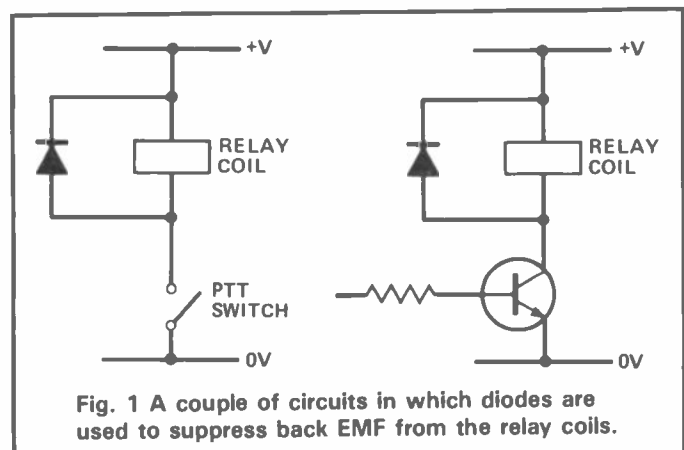 +V
RELAY
COIL
PTT
SWITCH
0V
+V
RELAY
COIL
0V
Fig. 1 A couple of circuits in which diodes are
used to suppress back EMF from the relay coils.